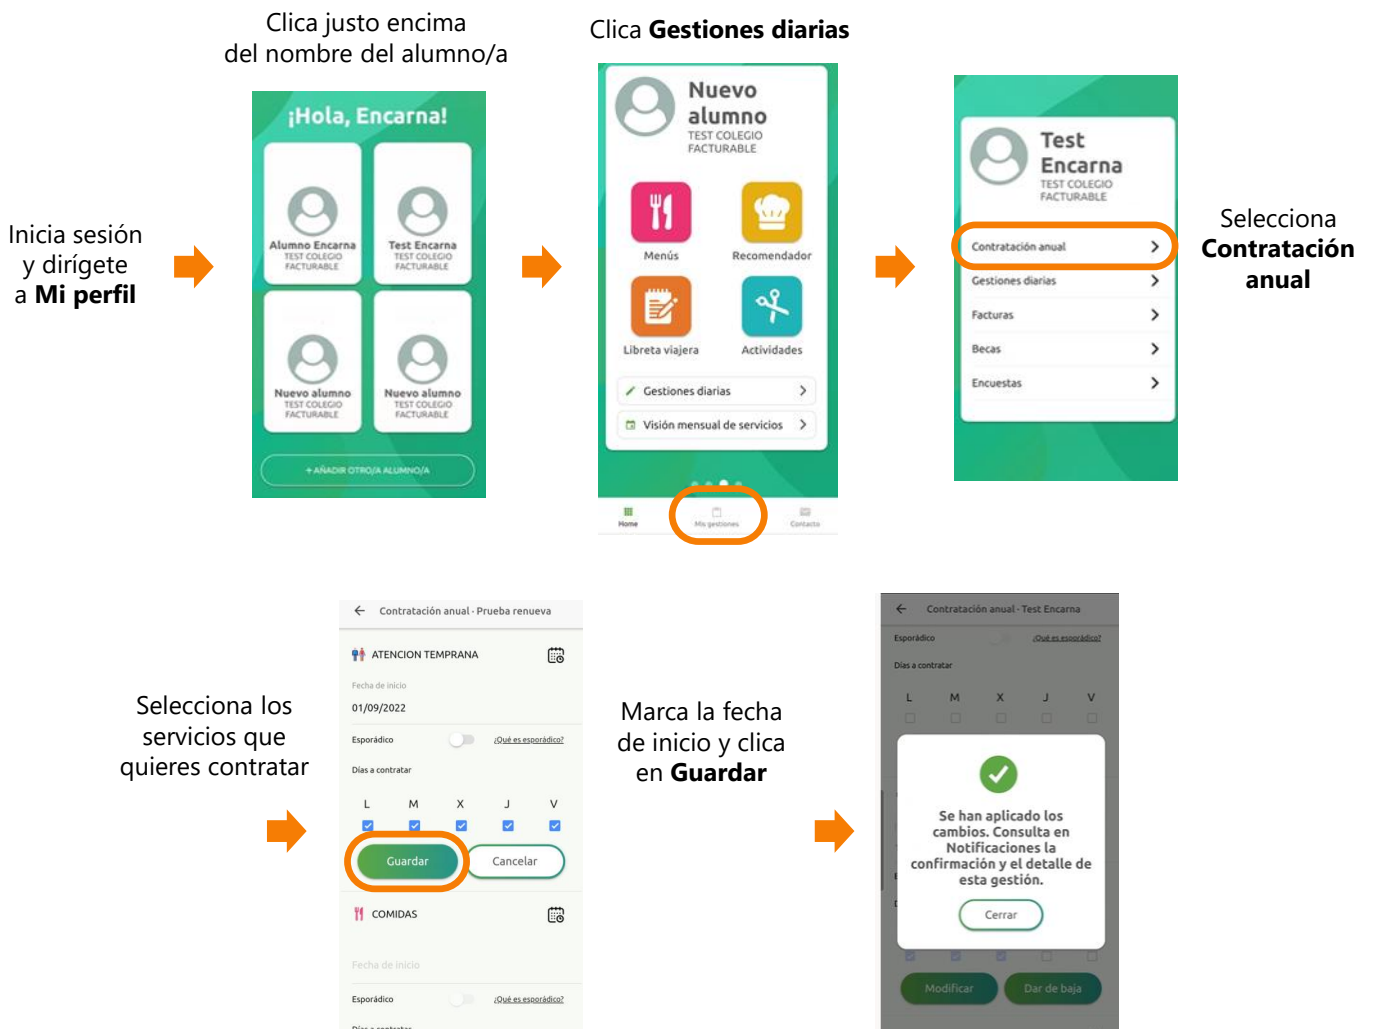 Clica justo encima
del nombre del alumno/a
Clica Gestiones diarias
Inicia sesión
y dirígete
a Mi perfil
¡Hola, Encarna!
Alumno Encarna
TEST COLEGIO
FACTURABLE
Test Encarna
TEST COLEGIO
FACTURABLE
Nuevo alumno
TEST COLEGIO
FACTURABLE
Nuevo alumno
TEST COLEGIO
FACTURABLE
+ AÑADIR OTRO/A ALUMNO/A
Nuevo
alumno
TEST COLEGIO
FACTURABLE
Menús
Recomendador
Libreta viajera
Actividades
Gestiones diarias
Visión mensual de servicios
Home
Mis gestiones
Contacto
Test
Encarna
TEST COLEGIO
FACTURABLE
Contratación anual
Gestiones diarias
Facturas
Becas
Encuestas
Selecciona
Contratación
anual
Selecciona los
servicios que
quieres contratar
Contratación anual · Prueba renueva
ATENCION TEMPRANA
Fecha de inicio
01/09/2022
Esporádico
¿Qué es esporádico?
Días a contratar
L M X J V
Guardar
Cancelar
COMIDAS
Fecha de inicio
Esporádico
¿Qué es esporádico?
Días a contratar
Marca la fecha
de inicio y clica
en Guardar
Contratación anual · Test Encarna
Esporádico
¿Qué es esporádico?
Días a contratar
L M X J V
Se han aplicado los
cambios. Consulta en
Notificaciones la
confirmación y el detalle de
esta gestión.
Cerrar
Modificar
Dar de baja